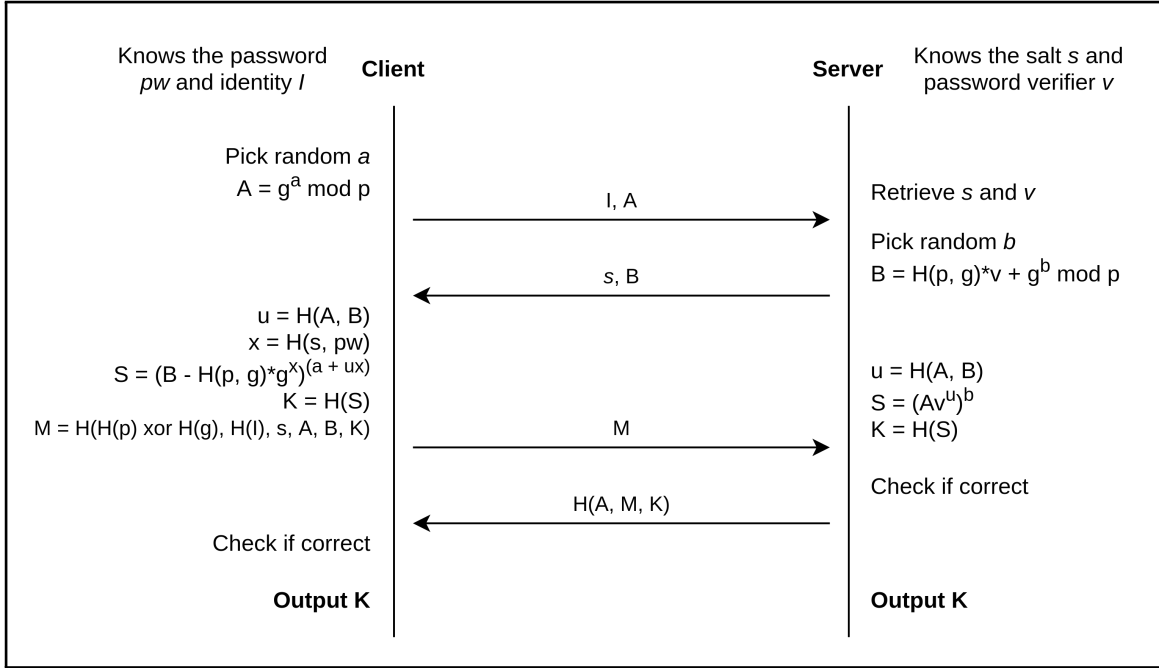 Knows the password
pw and identity I
Client
Server
Knows the salt s and
password verifier v
Pick random a
A = g^a mod p
I, A
Retrieve s and v
Pick random b
B = H(p, g)*v + g^b mod p
s, B
u = H(A, B)
x = H(s, pw)
S = (B - H(p, g)*g^x)^(a + ux)
K = H(S)
M = H(H(p) xor H(g), H(I), s, A, B, K)
u = H(A, B)
S = (Av^u)^b
K = H(S)
M
Check if correct
H(A, M, K)
Check if correct
Output K
Output K